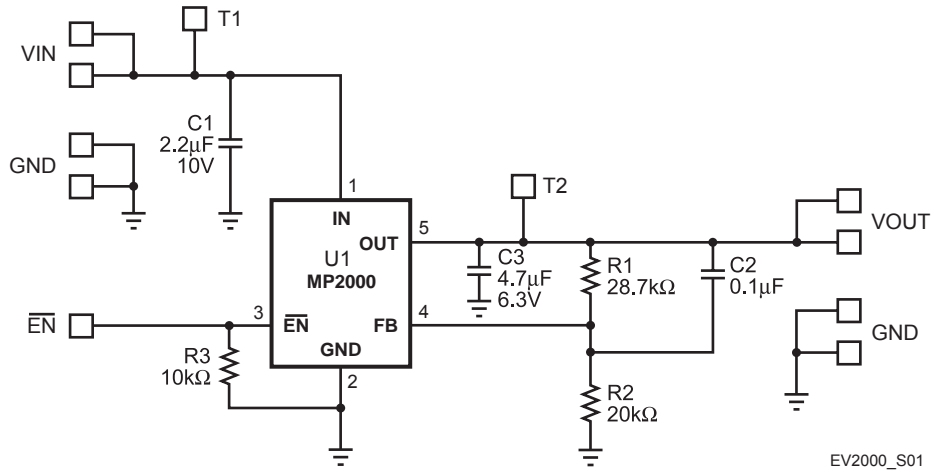 VIN
T1
C1
2.2µF
10V
GND
1
IN
T2
5
OUT
VOUT
U1
MP2000
C3
4.7µF
6.3V
R1
28.7kΩ
C2
0.1µF
EN
3
EN
FB
4
GND
R3
10kΩ
GND
2
R2
20kΩ
EV2000_S01